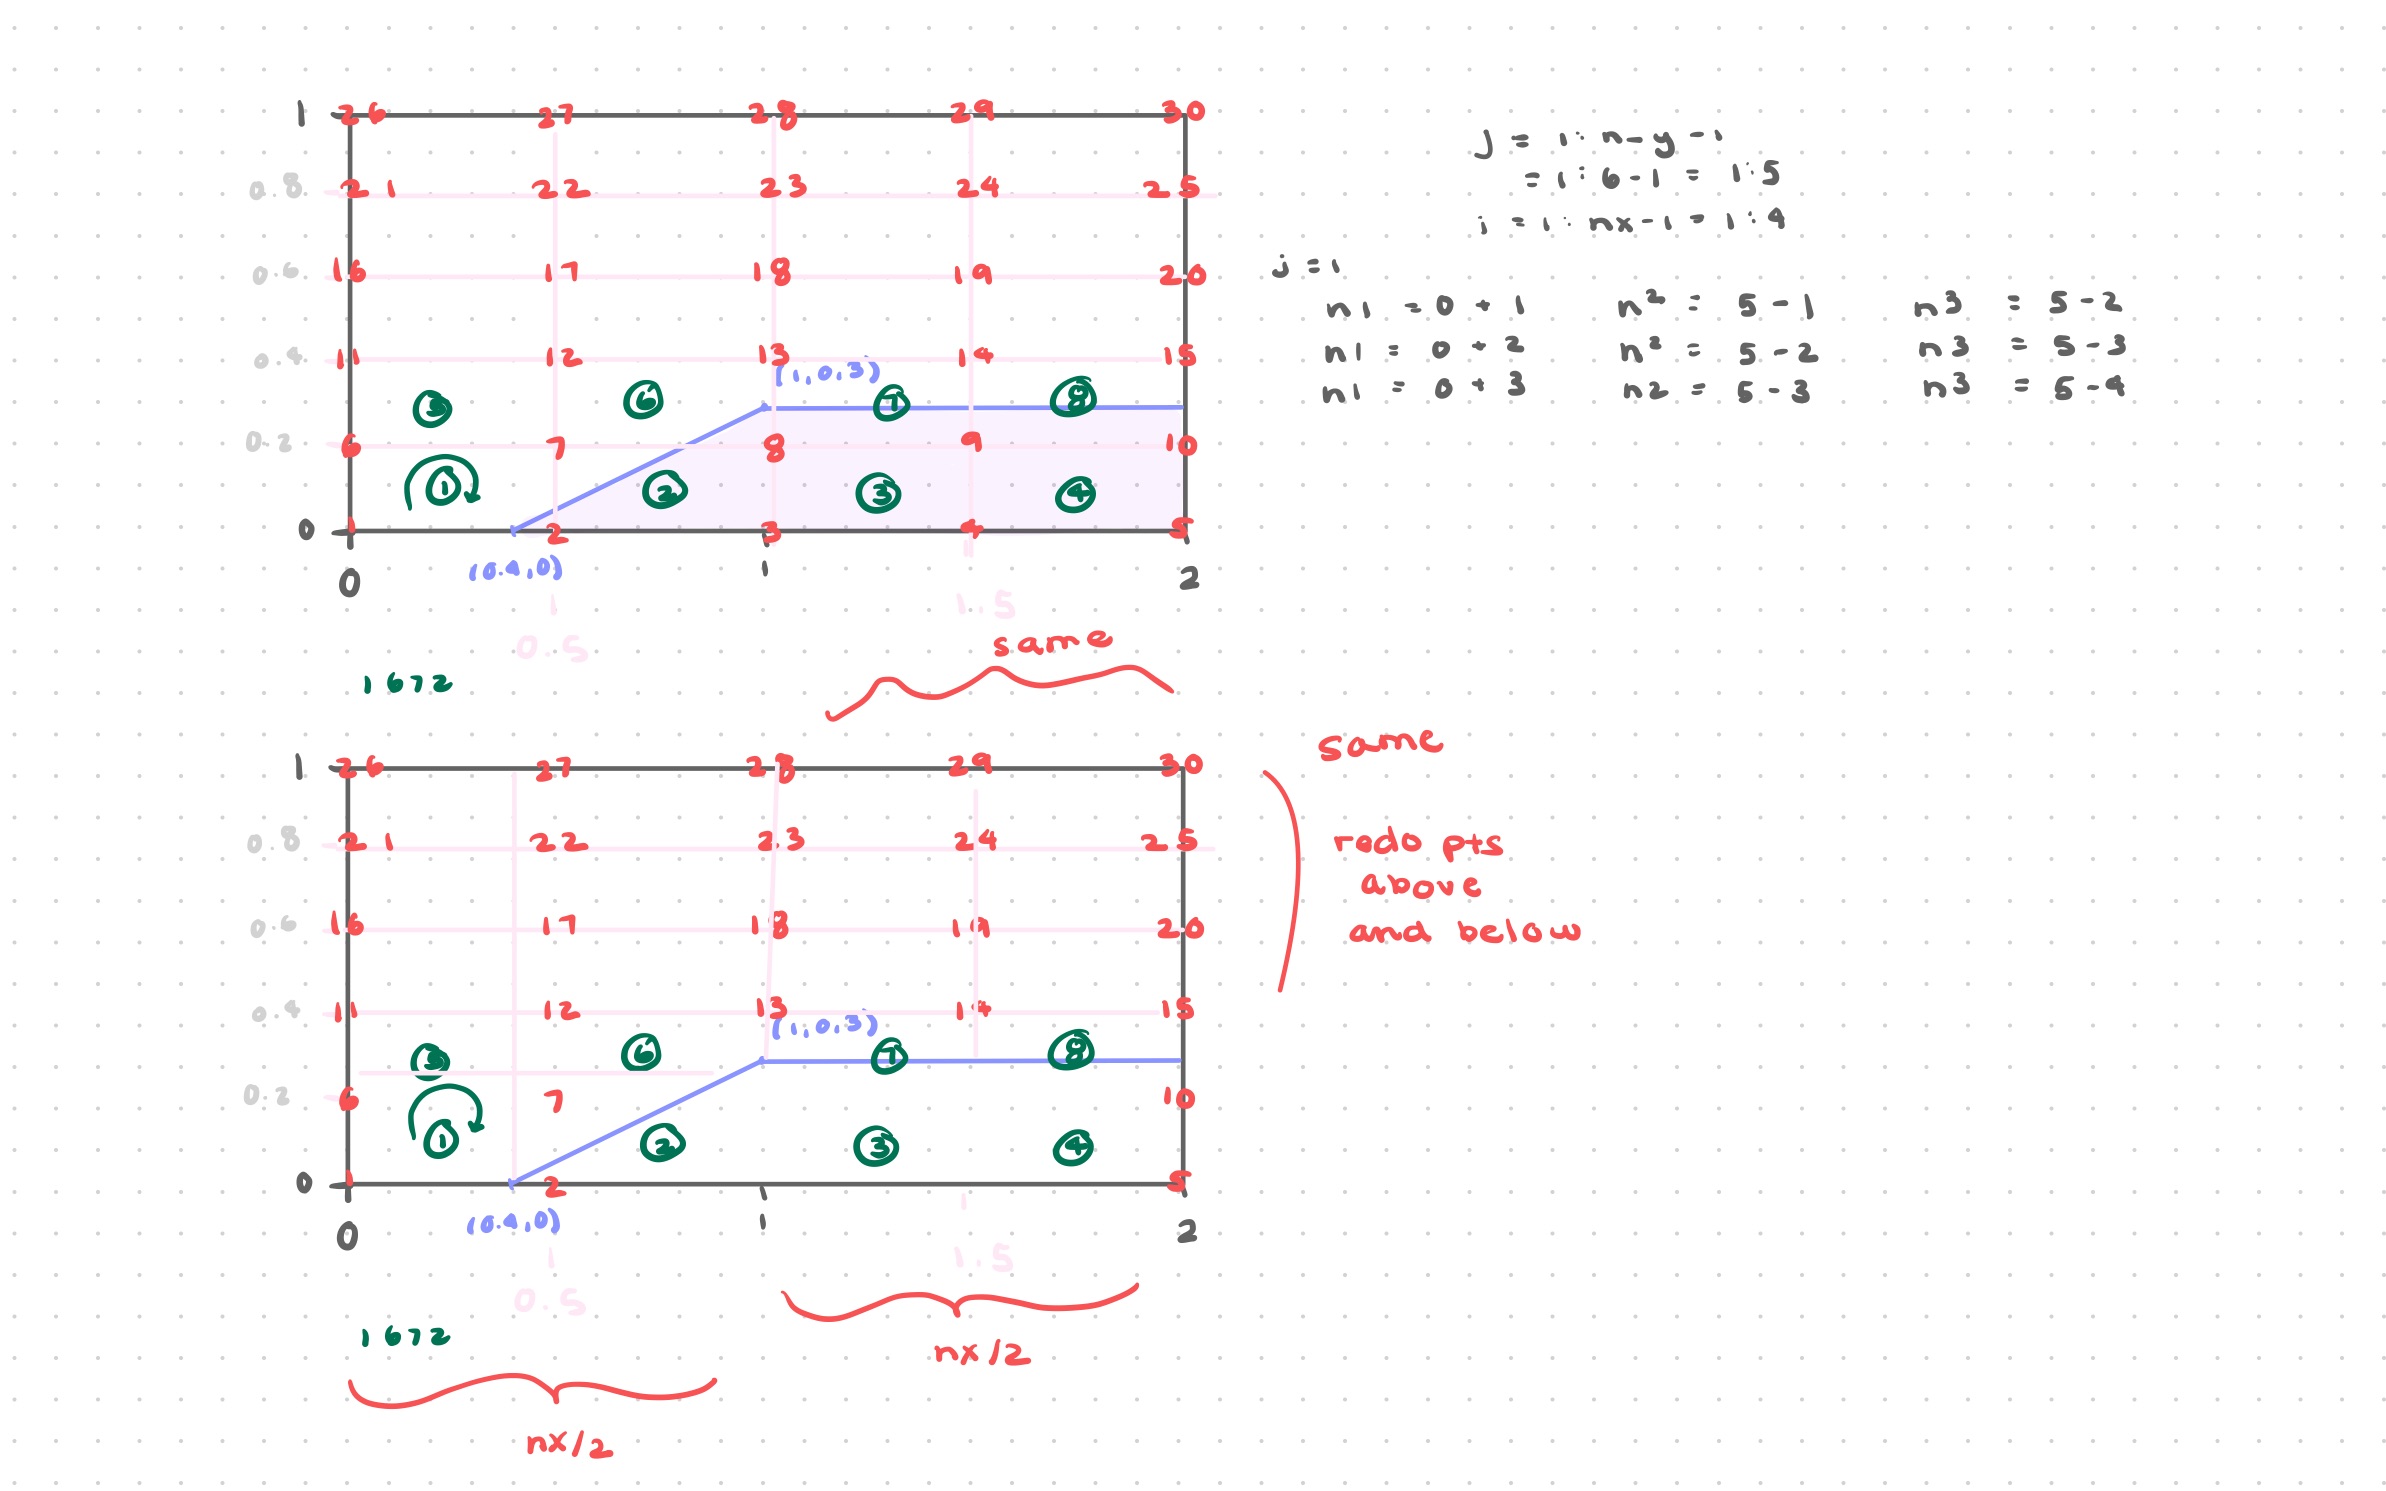 1 26 27 28 29 30
0.8 21 22 23 24 25
0.6 16 17 18 19 20
0.4 11 12 13 14 15
(1,0.3)
6 7 8
0.2 6 7 8 9 10
1 2 3 4
0 1 2 3 4 5
(0.4,0)
0 1 2
1 1.5
0.5
1672
same
J = 1: n-y-1
= 1:6-1 = 1:5
i = 1: nx-1 = 1:4
j=1
n1 = 0 + 1 n2 = 5-1 n3 = 5-2
n1 = 0 + 2 n2 = 5-2 n3 = 5-3
n1 = 0 + 3 n2 = 5-3 n3 = 5-4
1 26 27 28 29 30
0.8 21 22 23 24 25
0.6 16 17 18 19 20
0.4 11 12 13 14 15
(1,0.3)
6 7 8
0.2 6 7 10
1 2 3 4
0 1 2 5
(0.4,0)
0 1 2
1 1.5
0.5
1672
nx/2
nx/2
same
redo pts
above
and below